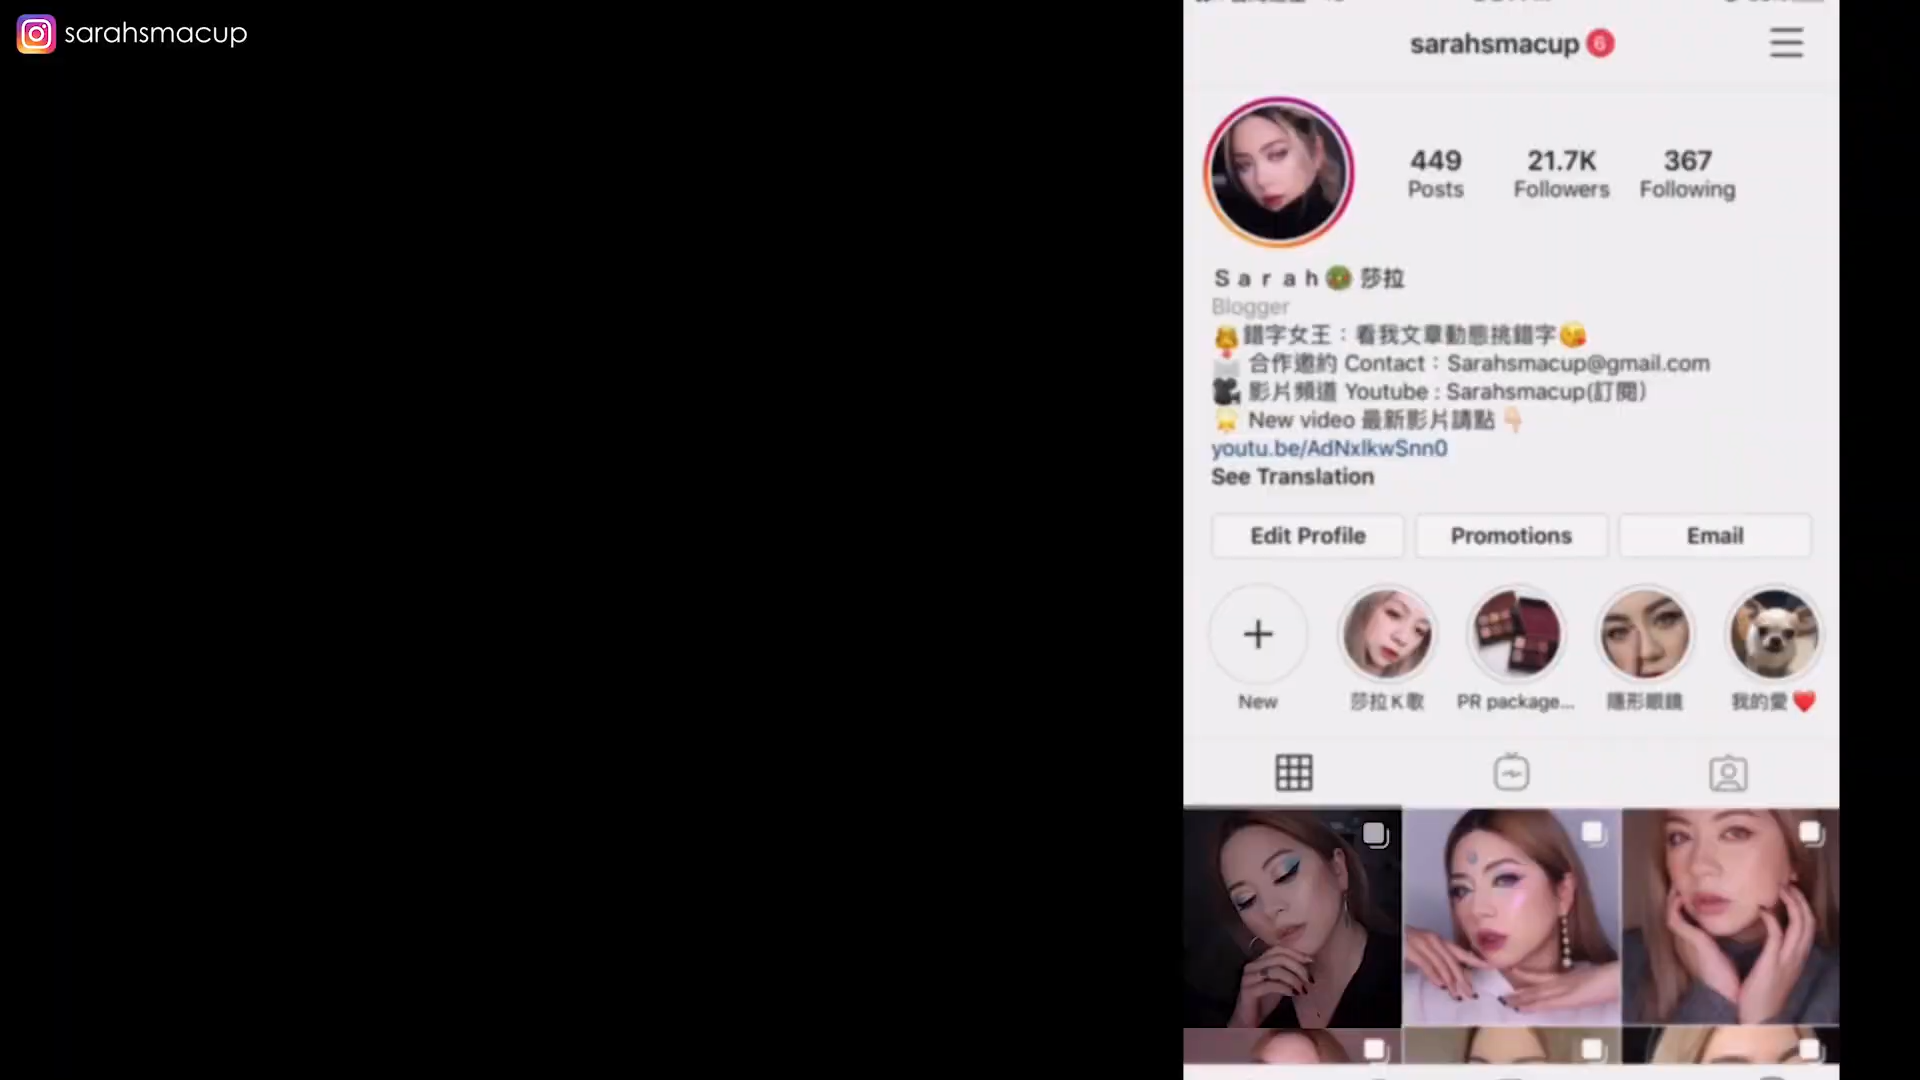 sarahsmacup
sarahsmacup 6
449 21.7K 367
Posts Followers Following
Sarah 莎拉
Blogger
錯字女王：看我文章動態挑錯字
合作邀約 Contact：Sarahsmacup@gmail.com
影片頻道 Youtube : Sarahsmacup(訂閱)
New video 最新影片請點
youtu.be/AdNxlkwSnn0
See Translation
Edit Profile Promotions Email
New 莎拉K歌 PR package... 隱形眼鏡 我的愛